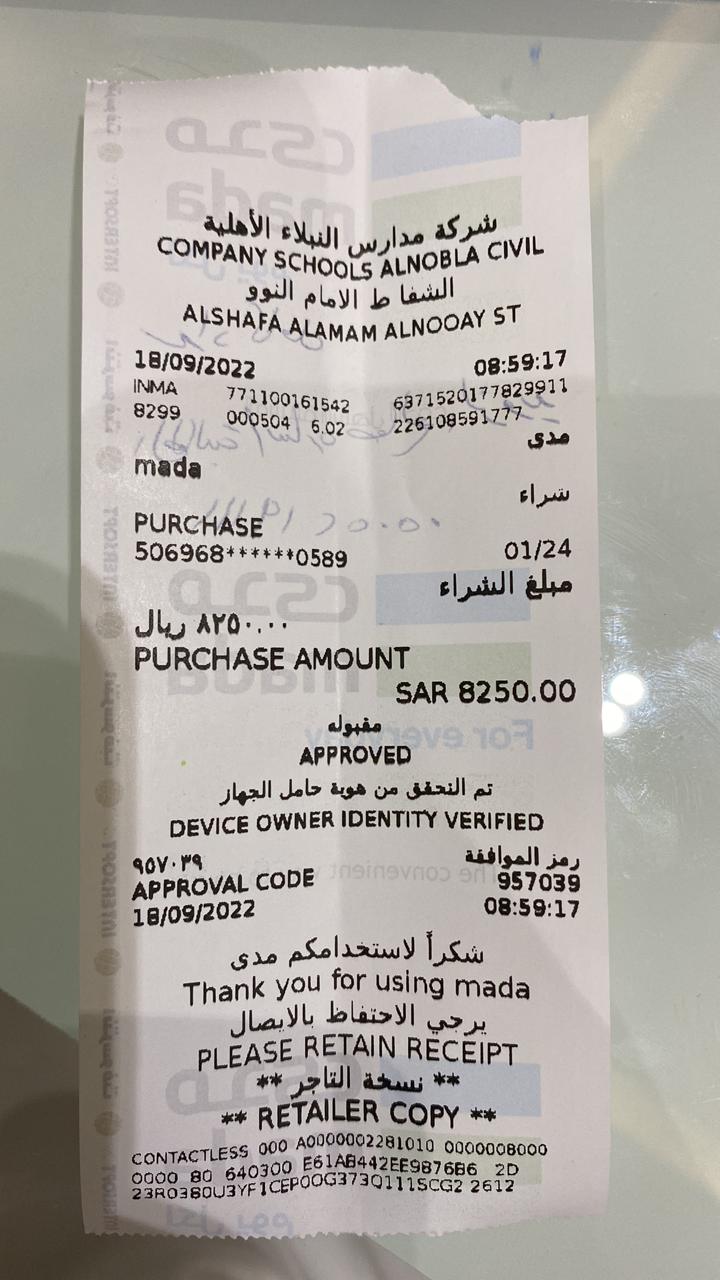 شركة مدارس النبلاء الأهلية
COMPANY SCHOOLS ALNOBLA CIVIL
الشفا ط الامام النوو
ALSHAFA ALAMAM ALNOOAY ST
18/09/2022 08:59:17
INMA 771100161542 6371520177829911
8299 000504 6.02 226108591777
مدى
mada
شراء
PURCHASE
506968******0589 01/24
مبلغ الشراء
٨٢٥٠.٠٠ ريال
PURCHASE AMOUNT
SAR 8250.00
مقبوله
APPROVED
تم التحقق من هوية حامل الجهاز
DEVICE OWNER IDENTITY VERIFIED
٩٥٧٠٣٩ رمز الموافقة
APPROVAL CODE 957039
18/09/2022 08:59:17
شكراً لاستخدامكم مدى
Thank you for using mada
يرجي الاحتفاظ بالايصال
PLEASE RETAIN RECEIPT
** نسخة التاجر **
** RETAILER COPY **
CONTACTLESS 000 A0000002281010 0000008000
0000 80 640300 E61AB442EE9876B6 2D
23R0380U3YF1CEP0OG373Q111SCG2 2612